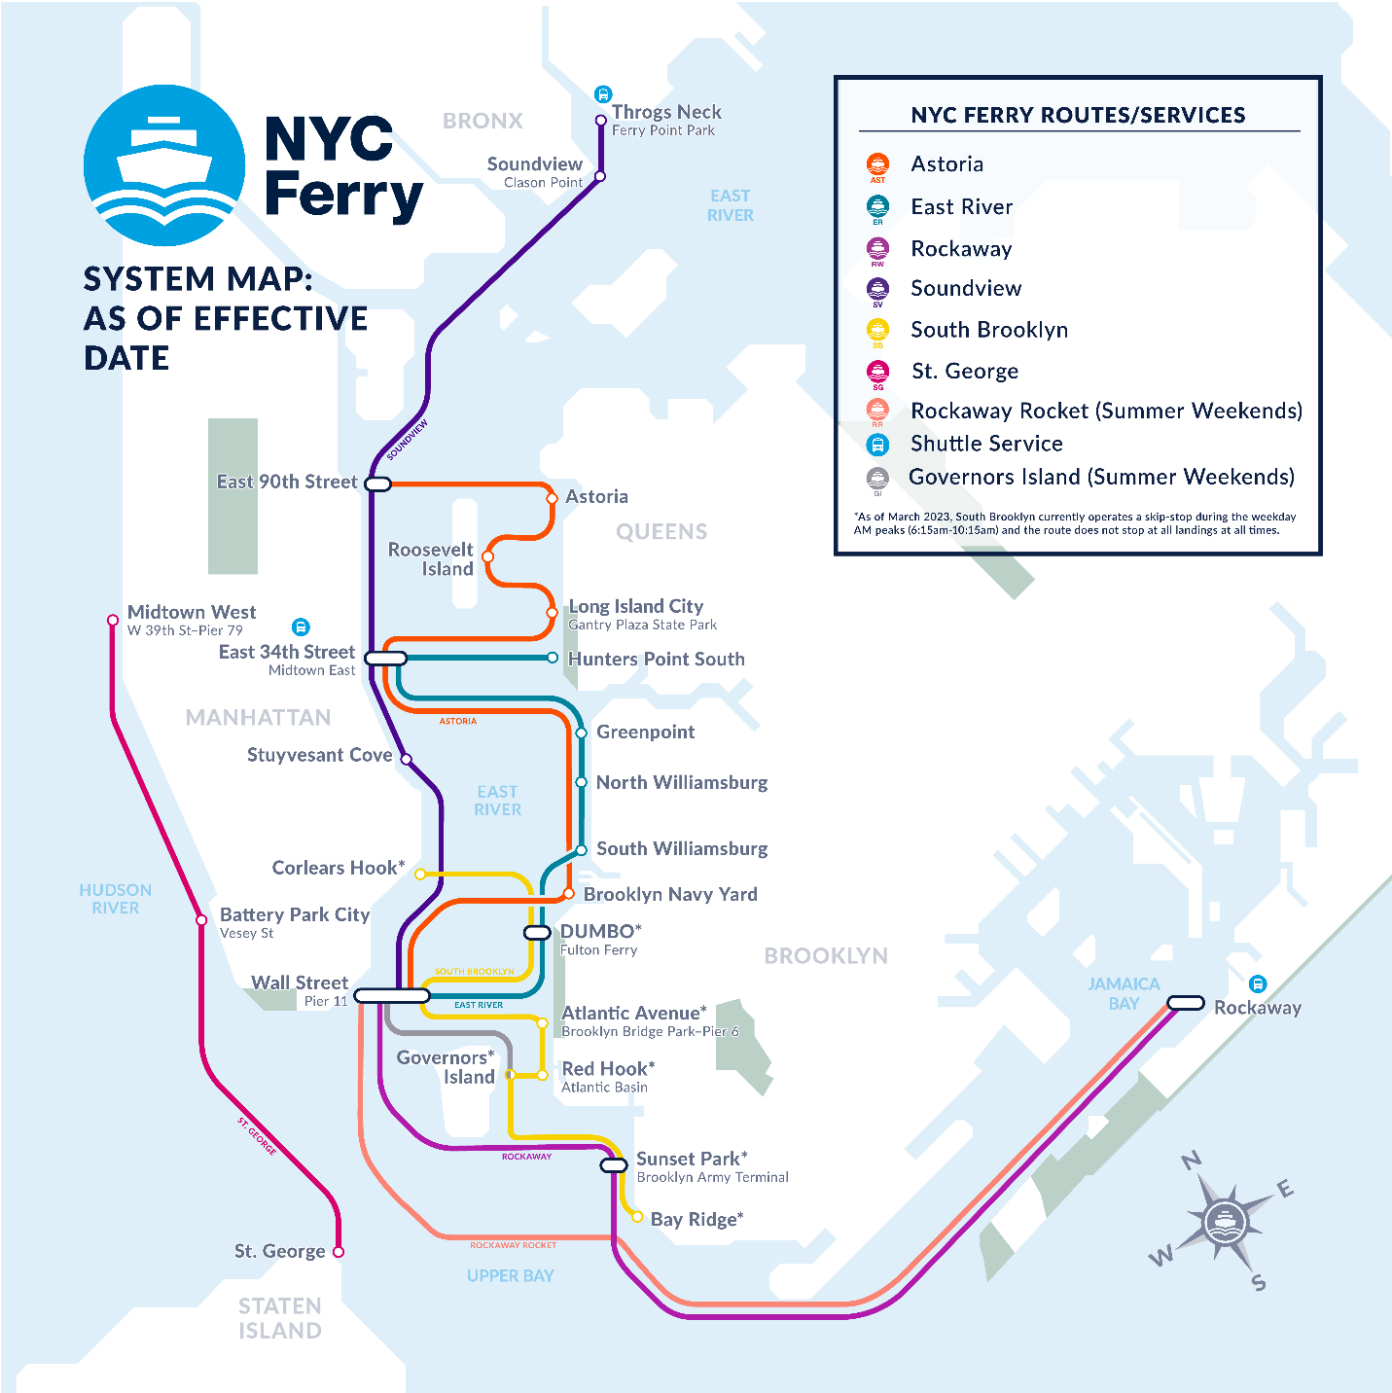 NYC
Ferry
SYSTEM MAP:
AS OF EFFECTIVE
DATE
BRONX
Throgs Neck
Ferry Point Park
Soundview
Clason Point
EAST
RIVER
NYC FERRY ROUTES/SERVICES
AST
Astoria
ER
East River
RW
Rockaway
SV
Soundview
SB
South Brooklyn
SG
St. George
RR
Rockaway Rocket (Summer Weekends)
Shuttle Service
GI
Governors Island (Summer Weekends)
*As of March 2023, South Brooklyn currently operates a skip-stop during the weekday
AM peaks (6:15am-10:15am) and the route does not stop at all landings at all times.
SOUNDVIEW
East 90th Street
Astoria
QUEENS
Roosevelt
Island
Midtown West
W 39th St–Pier 79
Long Island City
Gantry Plaza State Park
East 34th Street
Midtown East
Hunters Point South
MANHATTAN
ASTORIA
Greenpoint
Stuyvesant Cove
North Williamsburg
EAST
RIVER
South Williamsburg
Corlears Hook*
Brooklyn Navy Yard
HUDSON
RIVER
Battery Park City
Vesey St
DUMBO*
Fulton Ferry
BROOKLYN
SOUTH BROOKLYN
Wall Street
Pier 11
EAST RIVER
JAMAICA
BAY
Rockaway
Atlantic Avenue*
Brooklyn Bridge Park–Pier 6
Governors*
Island
Red Hook*
Atlantic Basin
ST. GEORGE
ROCKAWAY
Sunset Park*
Brooklyn Army Terminal
Bay Ridge*
St. George
ROCKAWAY ROCKET
UPPER BAY
STATEN
ISLAND
N
E
W
S